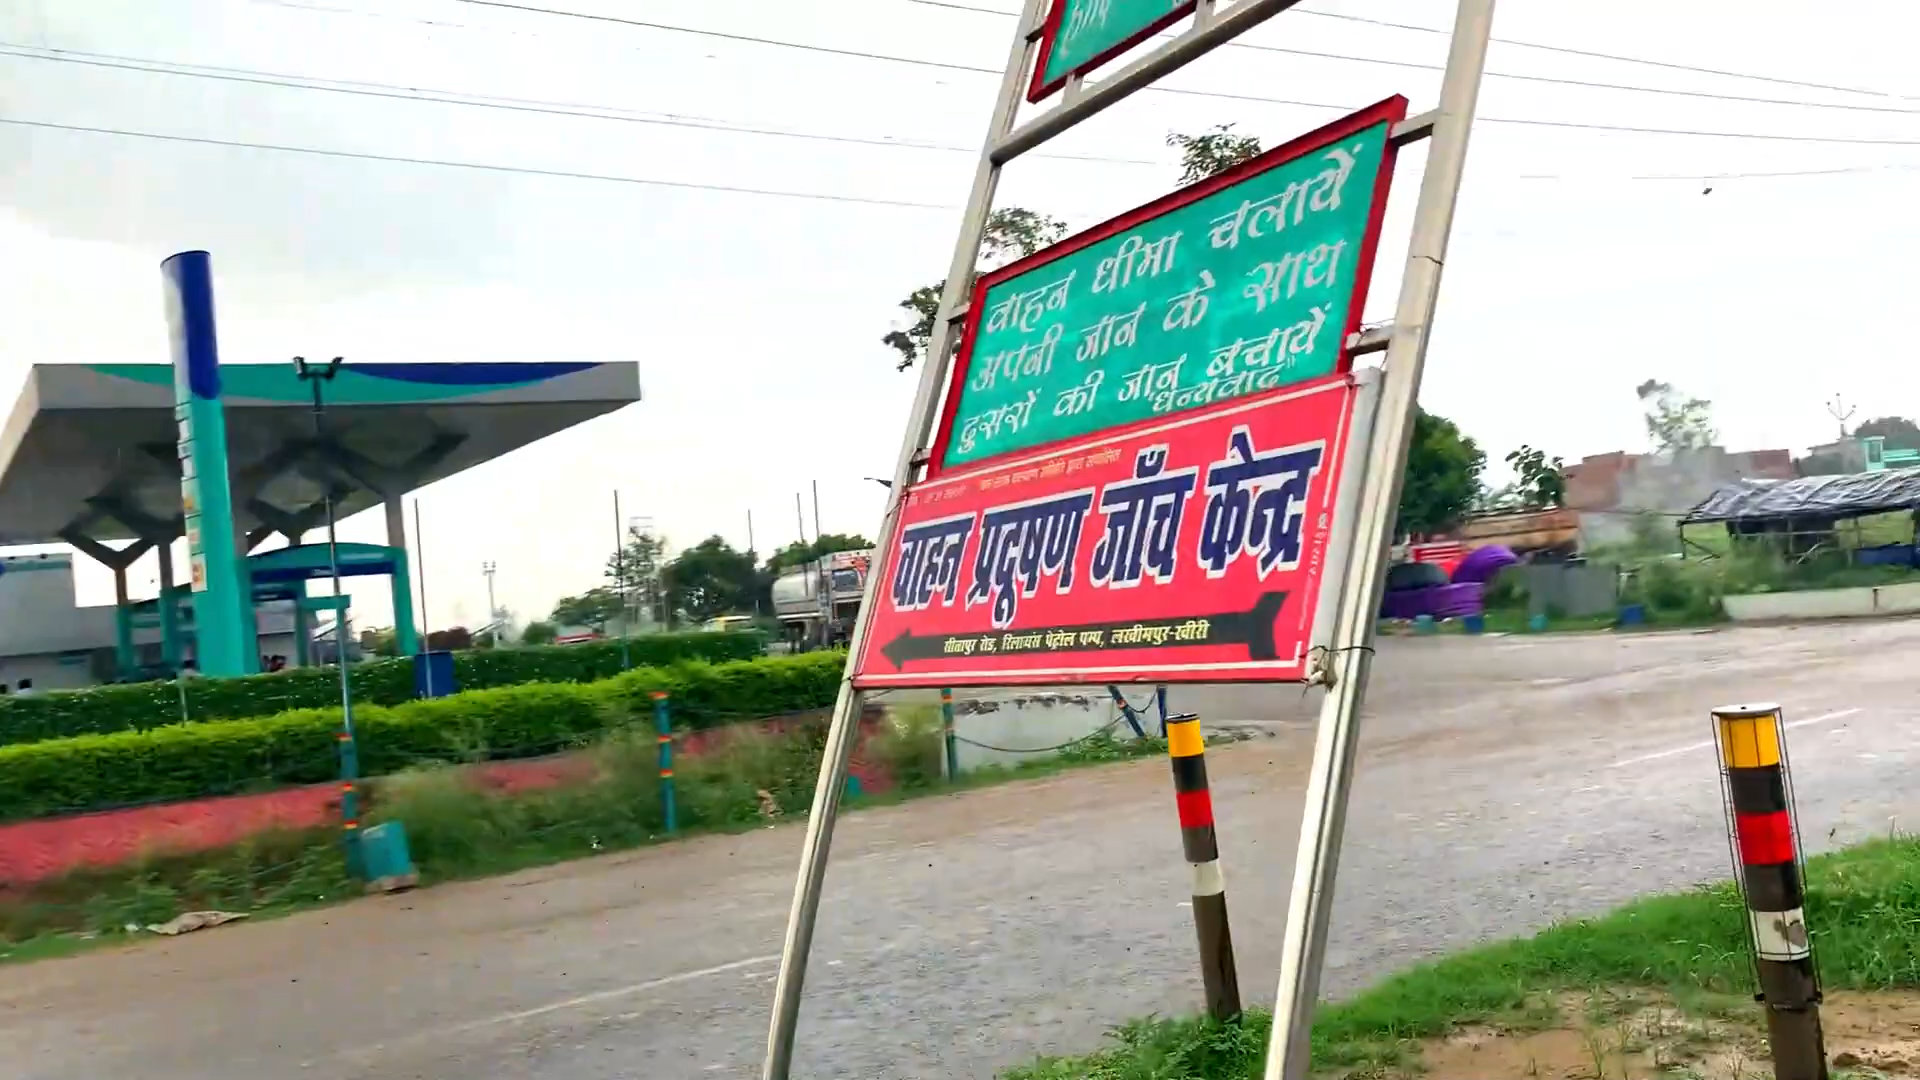 वाहन धीमा चलायें
अपनी जान के साथ
दुसरों की जान बचायें
"धन्यवाद"
वाहन प्रदूषण जाँच केन्द्र
सीतापुर रोड, रिलायंस पेट्रोल पम्प, लखीमपुर-खीरी